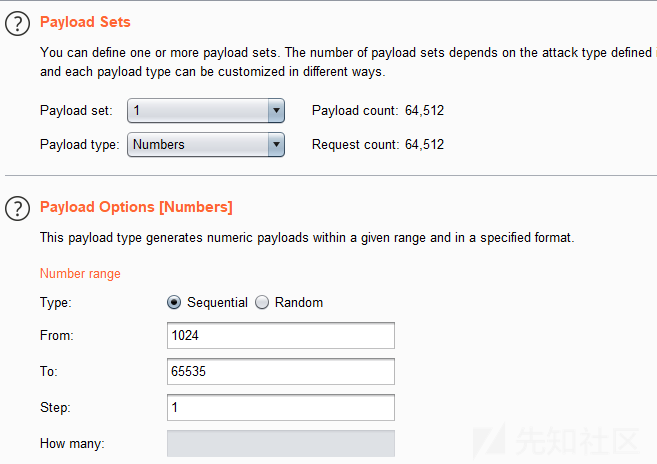 Payload Sets
You can define one or more payload sets. The number of payload sets depends on the attack type defined
and each payload type can be customized in different ways.
Payload set: 1 Payload count: 64,512
Payload type: Numbers Request count: 64,512
Payload Options [Numbers]
This payload type generates numeric payloads within a given range and in a specified format.
Number range
Type: Sequential Random
From: 1024
To: 65535
Step: 1
How many:
先知社区